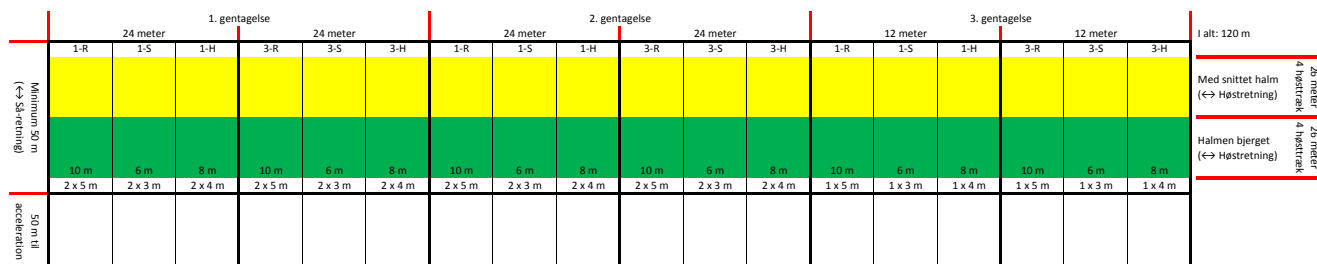 1. gentagelse 2. gentagelse 3. gentagelse
24 meter 24 meter 24 meter 24 meter 12 meter 12 meter I alt: 120 m
1-R 1-S 1-H 3-R 3-S 3-H 1-R 1-S 1-H 3-R 3-S 3-H 1-R 1-S 1-H 3-R 3-S 3-H
Minimum 50 m
(↔ Så-retning)
Med snittet halm
(↔ Høstretning)
26 meter
4 høsttræk
Halmen bjerget
(↔ Høstretning)
26 meter
4 høsttræk
10 m 6 m 8 m 10 m 6 m 8 m 10 m 6 m 8 m 10 m 6 m 8 m 10 m 6 m 8 m 10 m 6 m 8 m
2 x 5 m 2 x 3 m 2 x 4 m 2 x 5 m 2 x 3 m 2 x 4 m 2 x 5 m 2 x 3 m 2 x 4 m 2 x 5 m 2 x 3 m 2 x 4 m 1 x 5 m 1 x 3 m 1 x 4 m 1 x 5 m 1 x 3 m 1 x 4 m
50 m til
acceleration